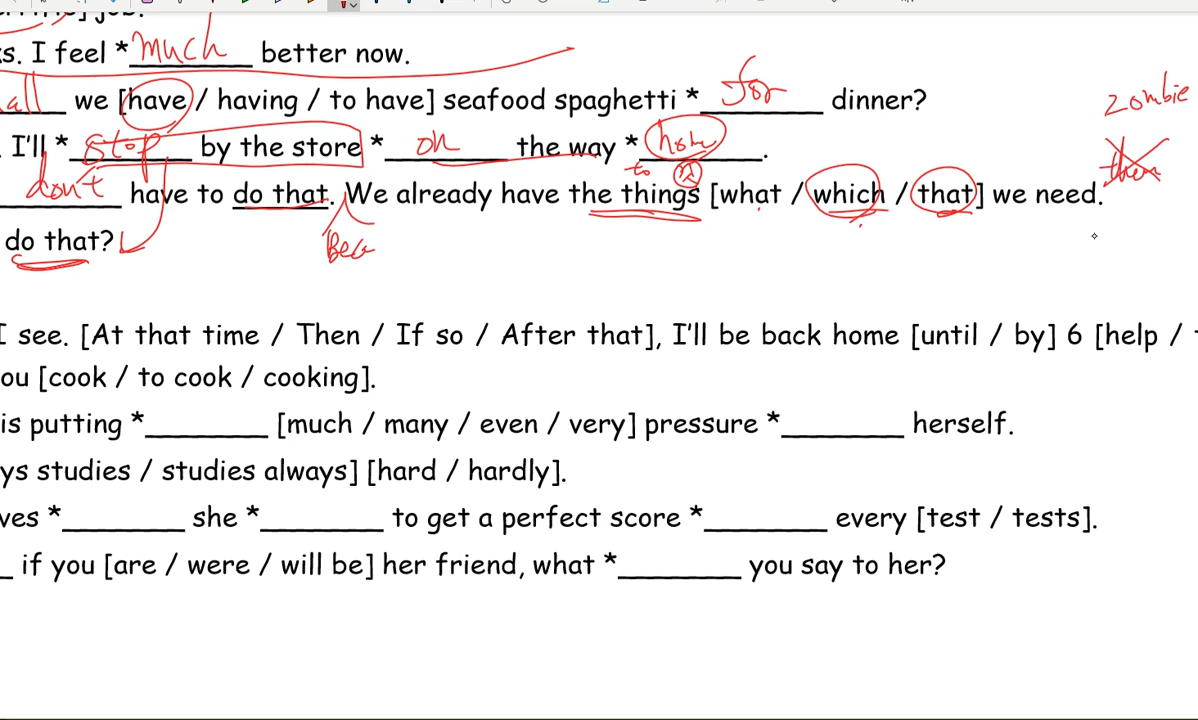 job.
s. I feel *much better now.
all we [have / having / to have] seafood spaghetti *for dinner?
zombie
I'll *stop by the store *on the way *home.
to
them
don't have to do that. We already have the things [what / which / that] we need.
Bec
do that?
I see. [At that time / Then / If so / After that], I'll be back home [until / by] 6 [help /
ou [cook / to cook / cooking].
is putting *________ [much / many / even / very] pressure *________ herself.
ys studies / studies always] [hard / hardly].
ves *________ she *________ to get a perfect score *________ every [test / tests].
_ if you [are / were / will be] her friend, what *________ you say to her?